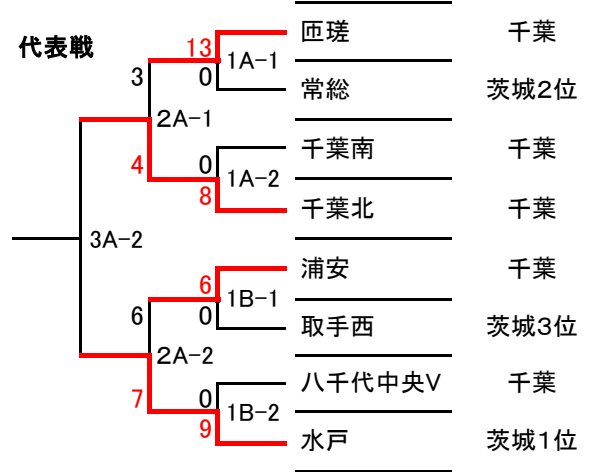 代表戦
13 匝瑳 千葉
1A-1
3 0 常総 茨城2位
2A-1
0 千葉南 千葉
4 1A-2
8 千葉北 千葉
3A-2
浦安 千葉
6 1B-1
6 0 取手西 茨城3位
2A-2
八千代中央V 千葉
7 0 1B-2
9 水戸 茨城1位